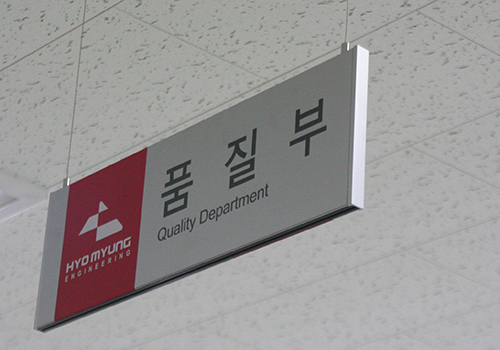 품질부
Quality Department
HYOMYUNG
ENGINEERING